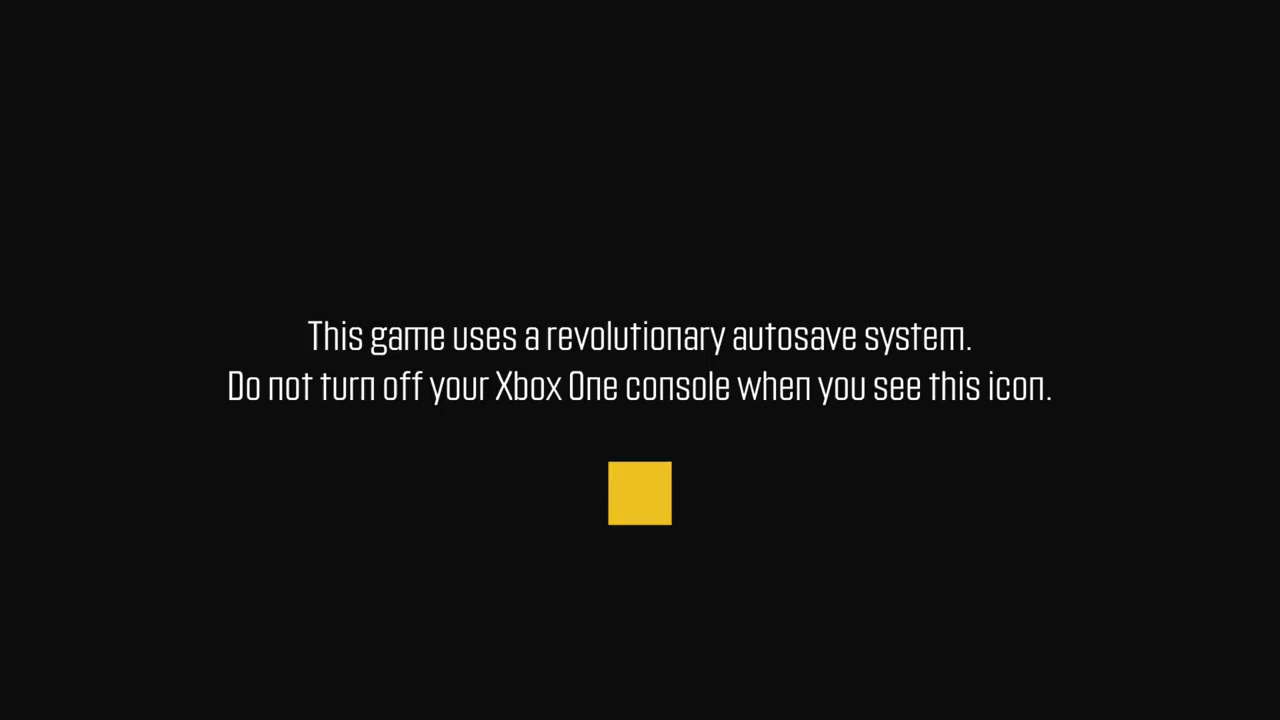 This game uses a revolutionary autosave system.
Do not turn off your Xbox One console when you see this icon.